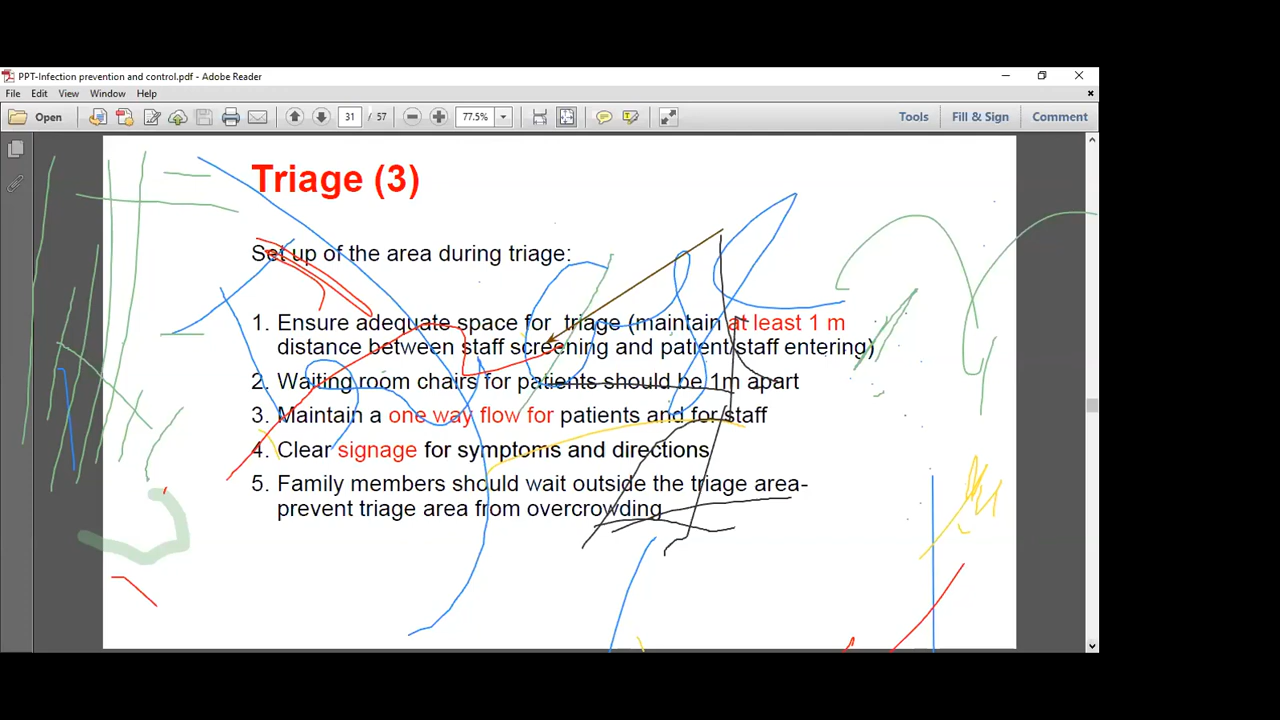 PPT-Infection prevention and control.pdf - Adobe Reader
File Edit View Window Help
Open 31 / 57 77.5% Tools Fill & Sign Comment
Triage (3)
Set up of the area during triage:
1. Ensure adequate space for triage (maintain at least 1 m
distance between staff screening and patient/staff entering)
2. Waiting room chairs for patients should be 1m apart
3. Maintain a one way flow for patients and for staff
4. Clear signage for symptoms and directions
5. Family members should wait outside the triage area-
prevent triage area from overcrowding